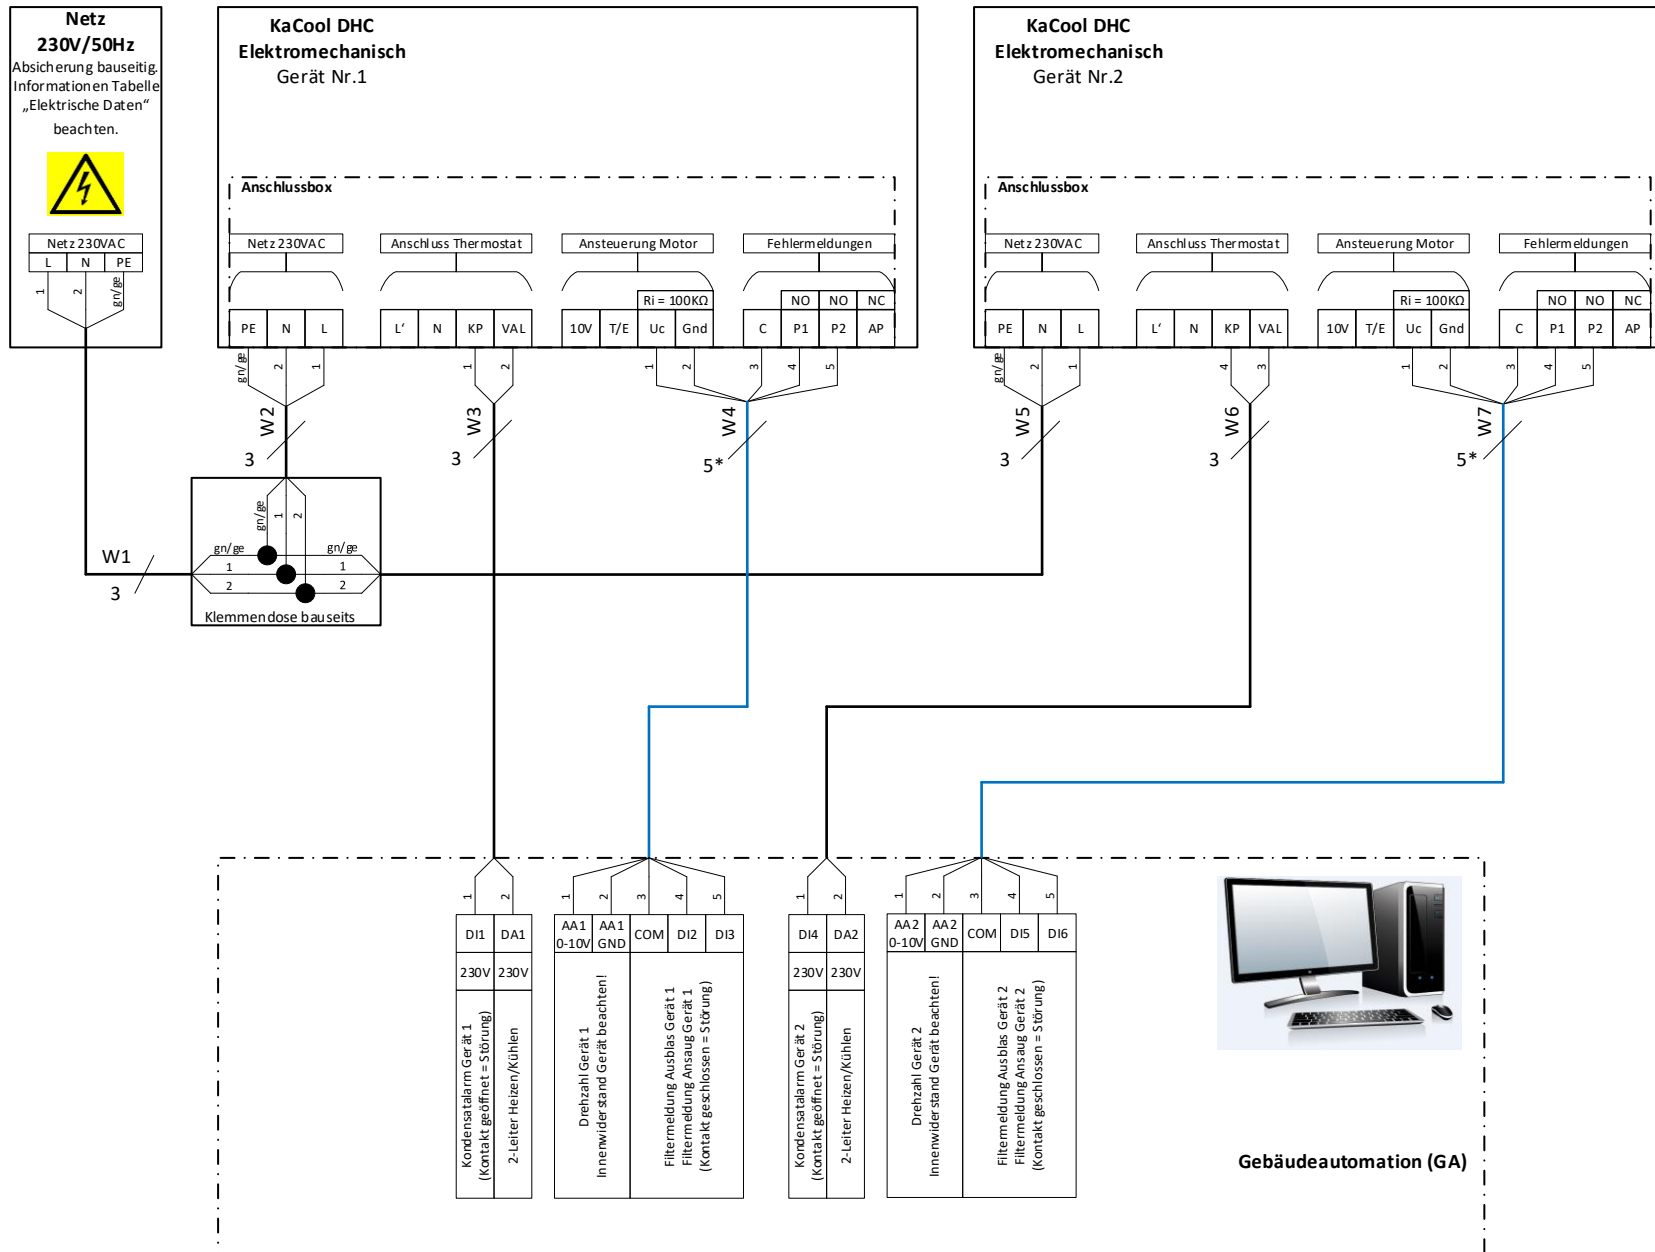 Netz
230V/50Hz
Absicherung bauseitig.
Informationen Tabelle
„Elektrische Daten“
beachten.
Netz 230VAC
L N PE
1 2 gn/ge
KaCool DHC
Elektromechanisch
Gerät Nr.1
Anschlussbox
Netz 230VAC Anschluss Thermostat Ansteuerung Motor Fehlermeldungen
Ri = 100KΩ NO NO NC
PE N L L‘ N KP VAL 10V T/E Uc Gnd C P1 P2 AP
gn/ge 2 1 1 2 1 2 3 4 5
W2 W3 W4
3 3 5*
KaCool DHC
Elektromechanisch
Gerät Nr.2
Anschlussbox
Netz 230VAC Anschluss Thermostat Ansteuerung Motor Fehlermeldungen
Ri = 100KΩ NO NO NC
PE N L L‘ N KP VAL 10V T/E Uc Gnd C P1 P2 AP
gn/ge 2 1 4 3 1 2 3 4 5
W5 W6 W7
3 3 5*
W1
3
gn/ge 1 2
gn/ge gn/ge
1 1
2 2
Klemmendose bauseits
1 2 1 2 3 4 5
DI1 DA1
230V 230V
Kondensatalarm Gerät 1
(Kontakt geöffnet = Störung)
2-Leiter Heizen/Kühlen
AA1 0-10V AA1 GND COM DI2 DI3
Drehzahl Gerät 1
Innenwiderstand Gerät beachten!
Filtermeldung Ausblas Gerät 1
Filtermeldung Ansaug Gerät 1
(Kontakt geschlossen = Störung)
1 2 1 2 3 4 5
DI4 DA2
230V 230V
Kondensatalarm Gerät 2
(Kontakt geöffnet = Störung)
2-Leiter Heizen/Kühlen
AA2 0-10V AA2 GND COM DI5 DI6
Drehzahl Gerät 2
Innenwiderstand Gerät beachten!
Filtermeldung Ausblas Gerät 2
Filtermeldung Ansaug Gerät 2
(Kontakt geschlossen = Störung)
Gebäudeautomation (GA)